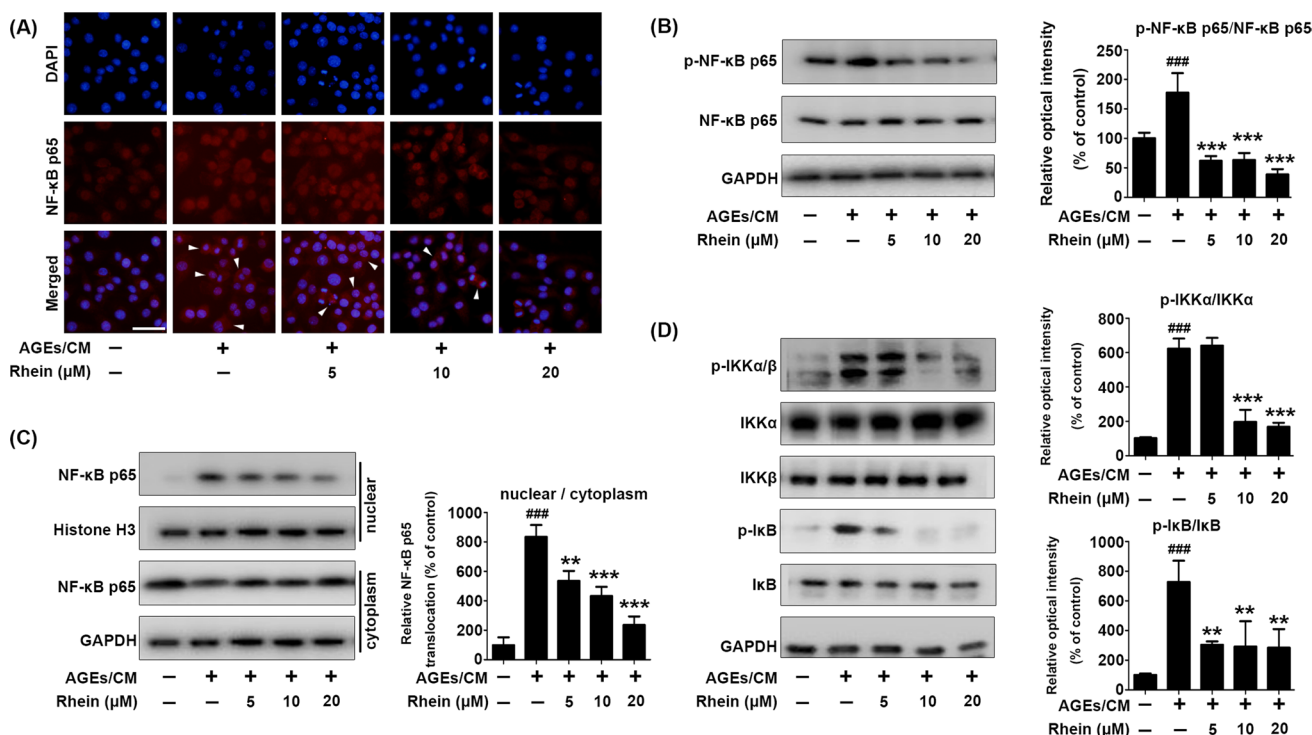 (A)
DAPI
NF-κB p65
Merged
AGEs/CM − + + + +
Rhein (μM) − − 5 10 20
(B)
p-NF-κB p65
NF-κB p65
GAPDH
AGEs/CM − + + + +
Rhein (μM) − − 5 10 20
p-NF-κB p65/NF-κB p65
Relative optical intensity
(% of control)
250
200
150
100
50
0
###
***
***
***
AGEs/CM − + + + +
Rhein (μM) − − 5 10 20
(C)
NF-κB p65
Histone H3
nuclear
NF-κB p65
GAPDH
cytoplasm
AGEs/CM − + + + +
Rhein (μM) − − 5 10 20
nuclear / cytoplasm
Relative NF-κB p65
translocation (% of control)
1000
800
600
400
200
0
###
**
***
***
AGEs/CM − + + + +
Rhein (μM) − − 5 10 20
(D)
p-IKKα/β
IKKα
IKKβ
p-IκB
IκB
GAPDH
AGEs/CM − + + + +
Rhein (μM) − − 5 10 20
p-IKKα/IKKα
Relative optical intensity
(% of control)
800
600
400
200
0
###
***
***
AGEs/CM − + + + +
Rhein (μM) − − 5 10 20
p-IκB/IκB
Relative optical intensity
(% of control)
1000
800
600
400
200
0
###
**
**
**
AGEs/CM − + + + +
Rhein (μM) − − 5 10 20